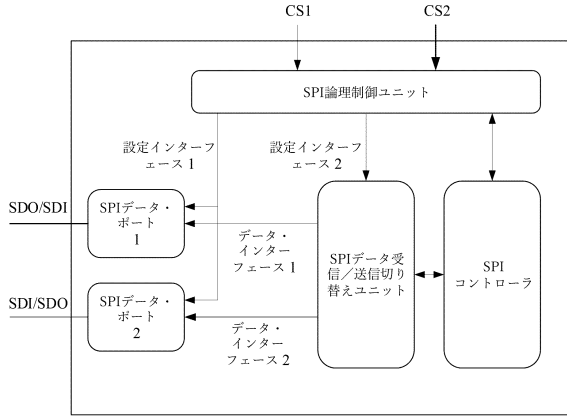 CS1
CS2
SPI論理制御ユニット
設定インターフ
ェース 1
設定インターフ
ェース 2
SDO/SDI
SPIデータ・
ポート
1
データ・
インター
フェース 1
SPIデータ受
信／送信切り
替えユニット
SPI
コントローラ
SDI/SDO
SPIデータ・
ポート
2
データ・
インター
フェース 2